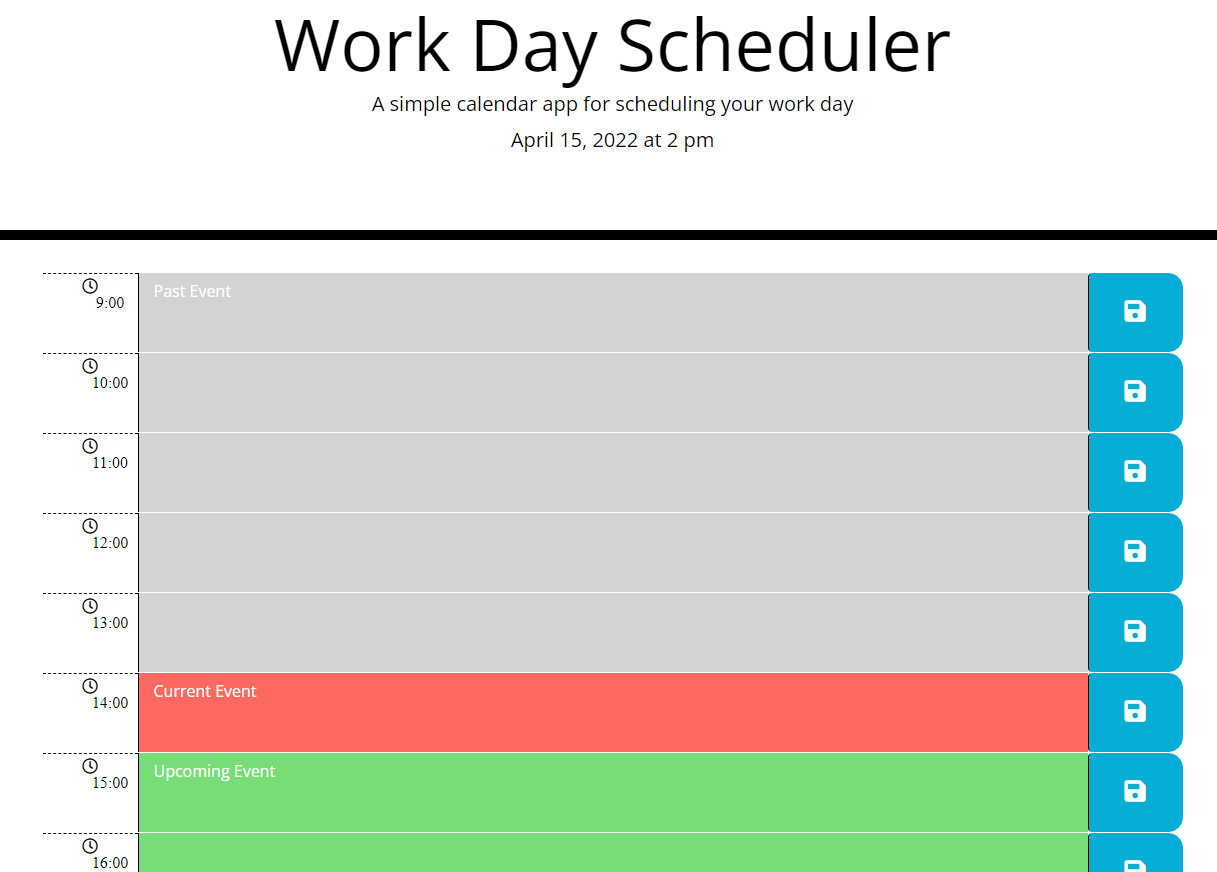 Work Day Scheduler
A simple calendar app for scheduling your work day
April 15, 2022 at 2 pm
9:00
Past Event
10:00
11:00
12:00
13:00
14:00
Current Event
15:00
Upcoming Event
16:00